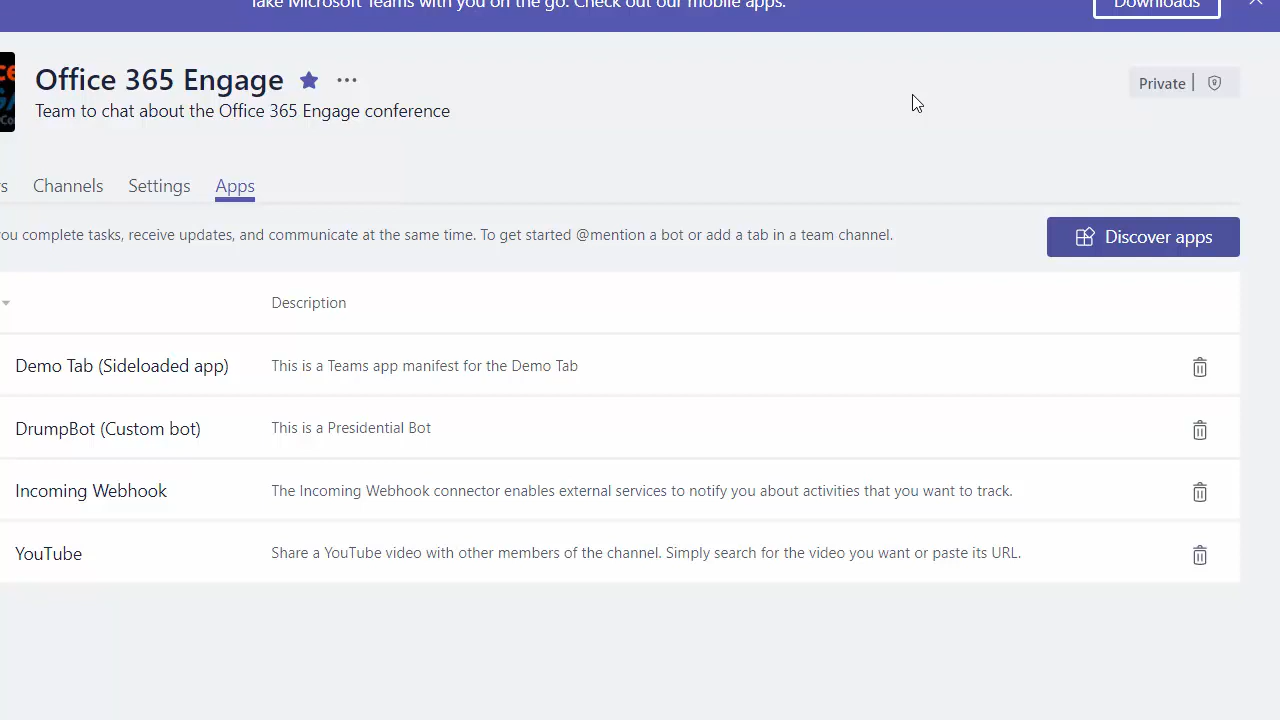 Take Microsoft Teams with you on the go. Check out our mobile apps.
Downloads
Office 365 Engage
Team to chat about the Office 365 Engage conference
Private
Channels Settings Apps
you complete tasks, receive updates, and communicate at the same time. To get started @mention a bot or add a tab in a team channel.
Discover apps
Description
Demo Tab (Sideloaded app) This is a Teams app manifest for the Demo Tab
DrumpBot (Custom bot) This is a Presidential Bot
Incoming Webhook The Incoming Webhook connector enables external services to notify you about activities that you want to track.
YouTube Share a YouTube video with other members of the channel. Simply search for the video you want or paste its URL.